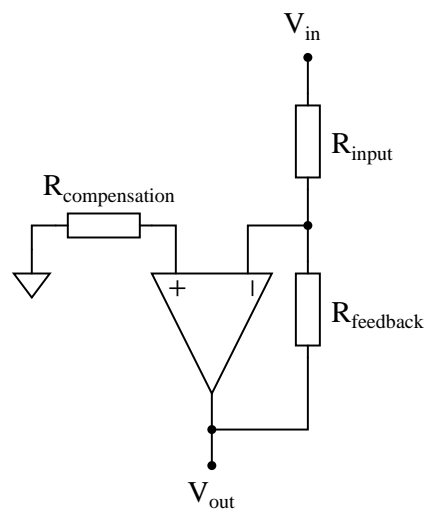 Vin
Rinput
Rcompensation
+ −
Rfeedback
Vout